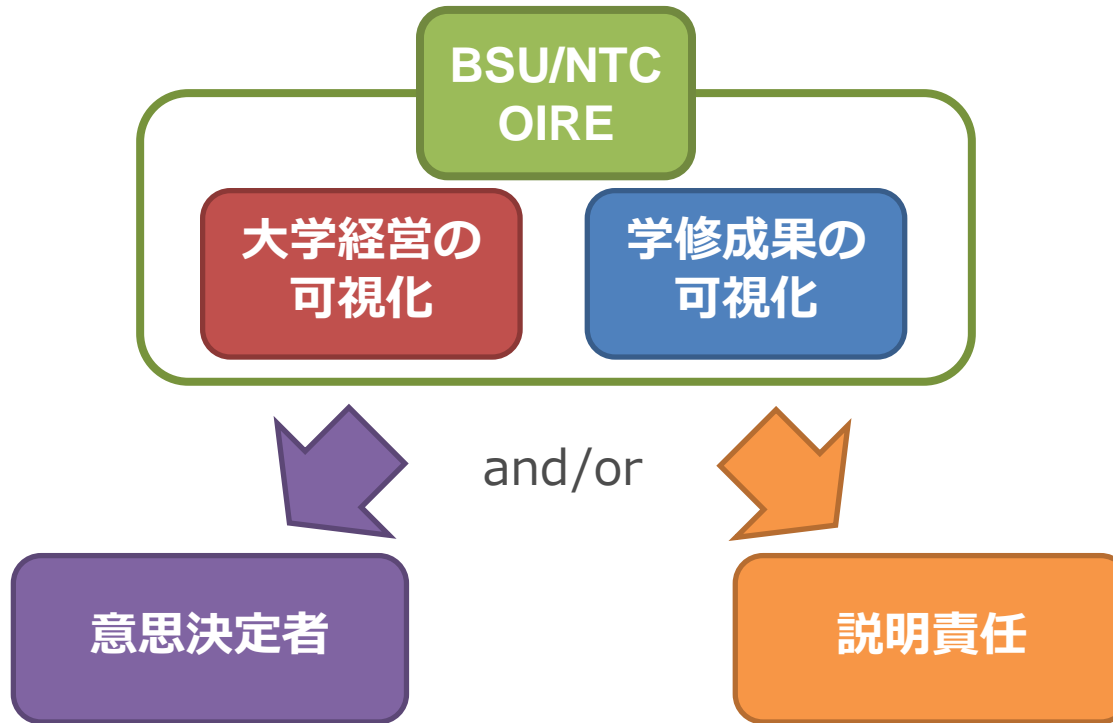 BSU/NTC
OIRE
大学経営の
可視化
学修成果の
可視化
and/or
意思決定者
説明責任